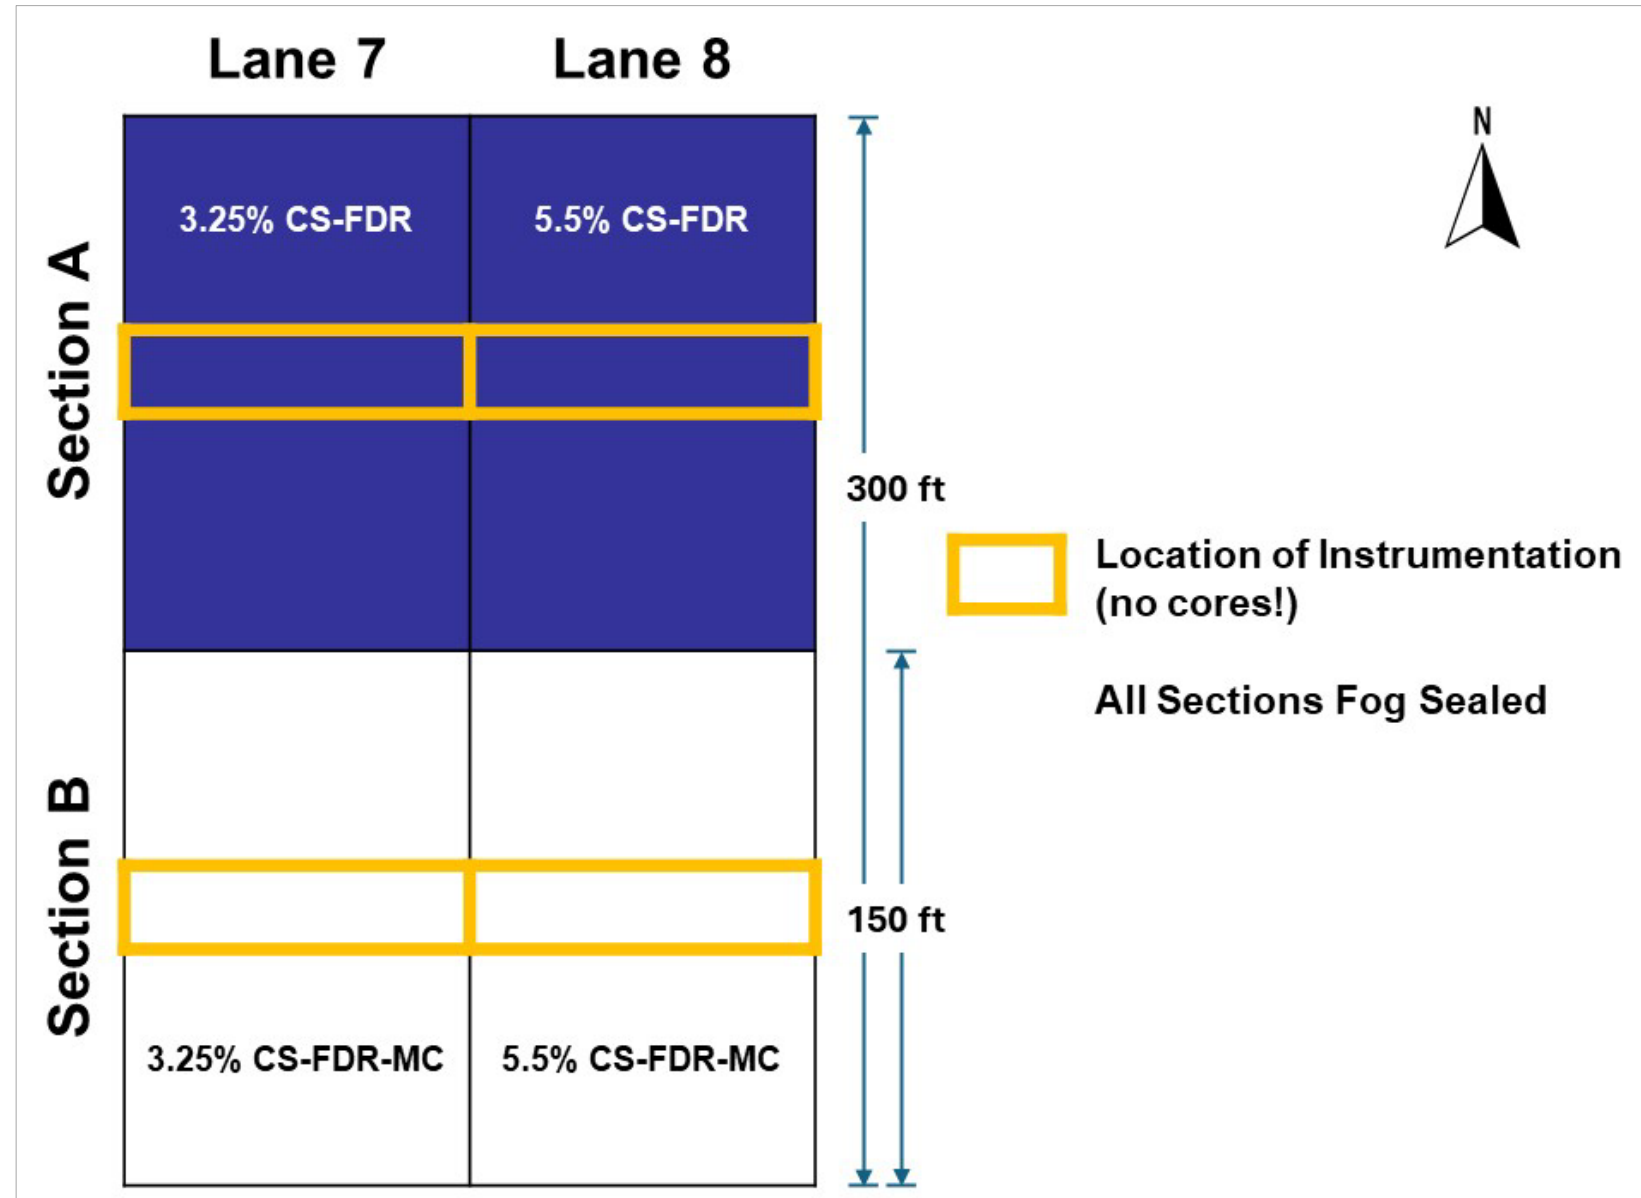 Lane 7
Lane 8
N
Section A
3.25% CS-FDR
5.5% CS-FDR
300 ft
Location of Instrumentation
(no cores!)
All Sections Fog Sealed
Section B
150 ft
3.25% CS-FDR-MC
5.5% CS-FDR-MC